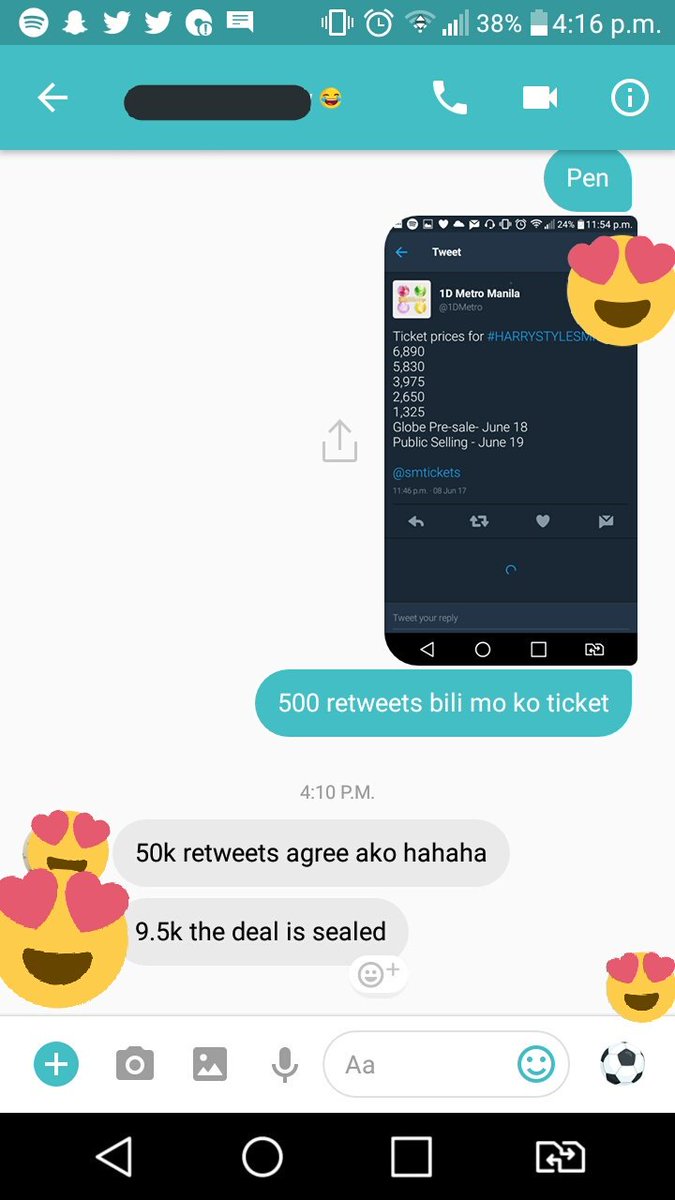 38% 4:16 p.m.
Pen
24% 11:54 p.m.
Tweet
1D Metro Manila
@1DMetro
Ticket prices for #HARRYSTYLESM
6,890
5,830
3,975
2,650
1,325
Globe Pre-sale- June 18
Public Selling - June 19
@smtickets
11:46 p.m. · 08 Jun 17
Tweet your reply
500 retweets bili mo ko ticket
4:10 P.M.
50k retweets agree ako hahaha
9.5k the deal is sealed
Aa